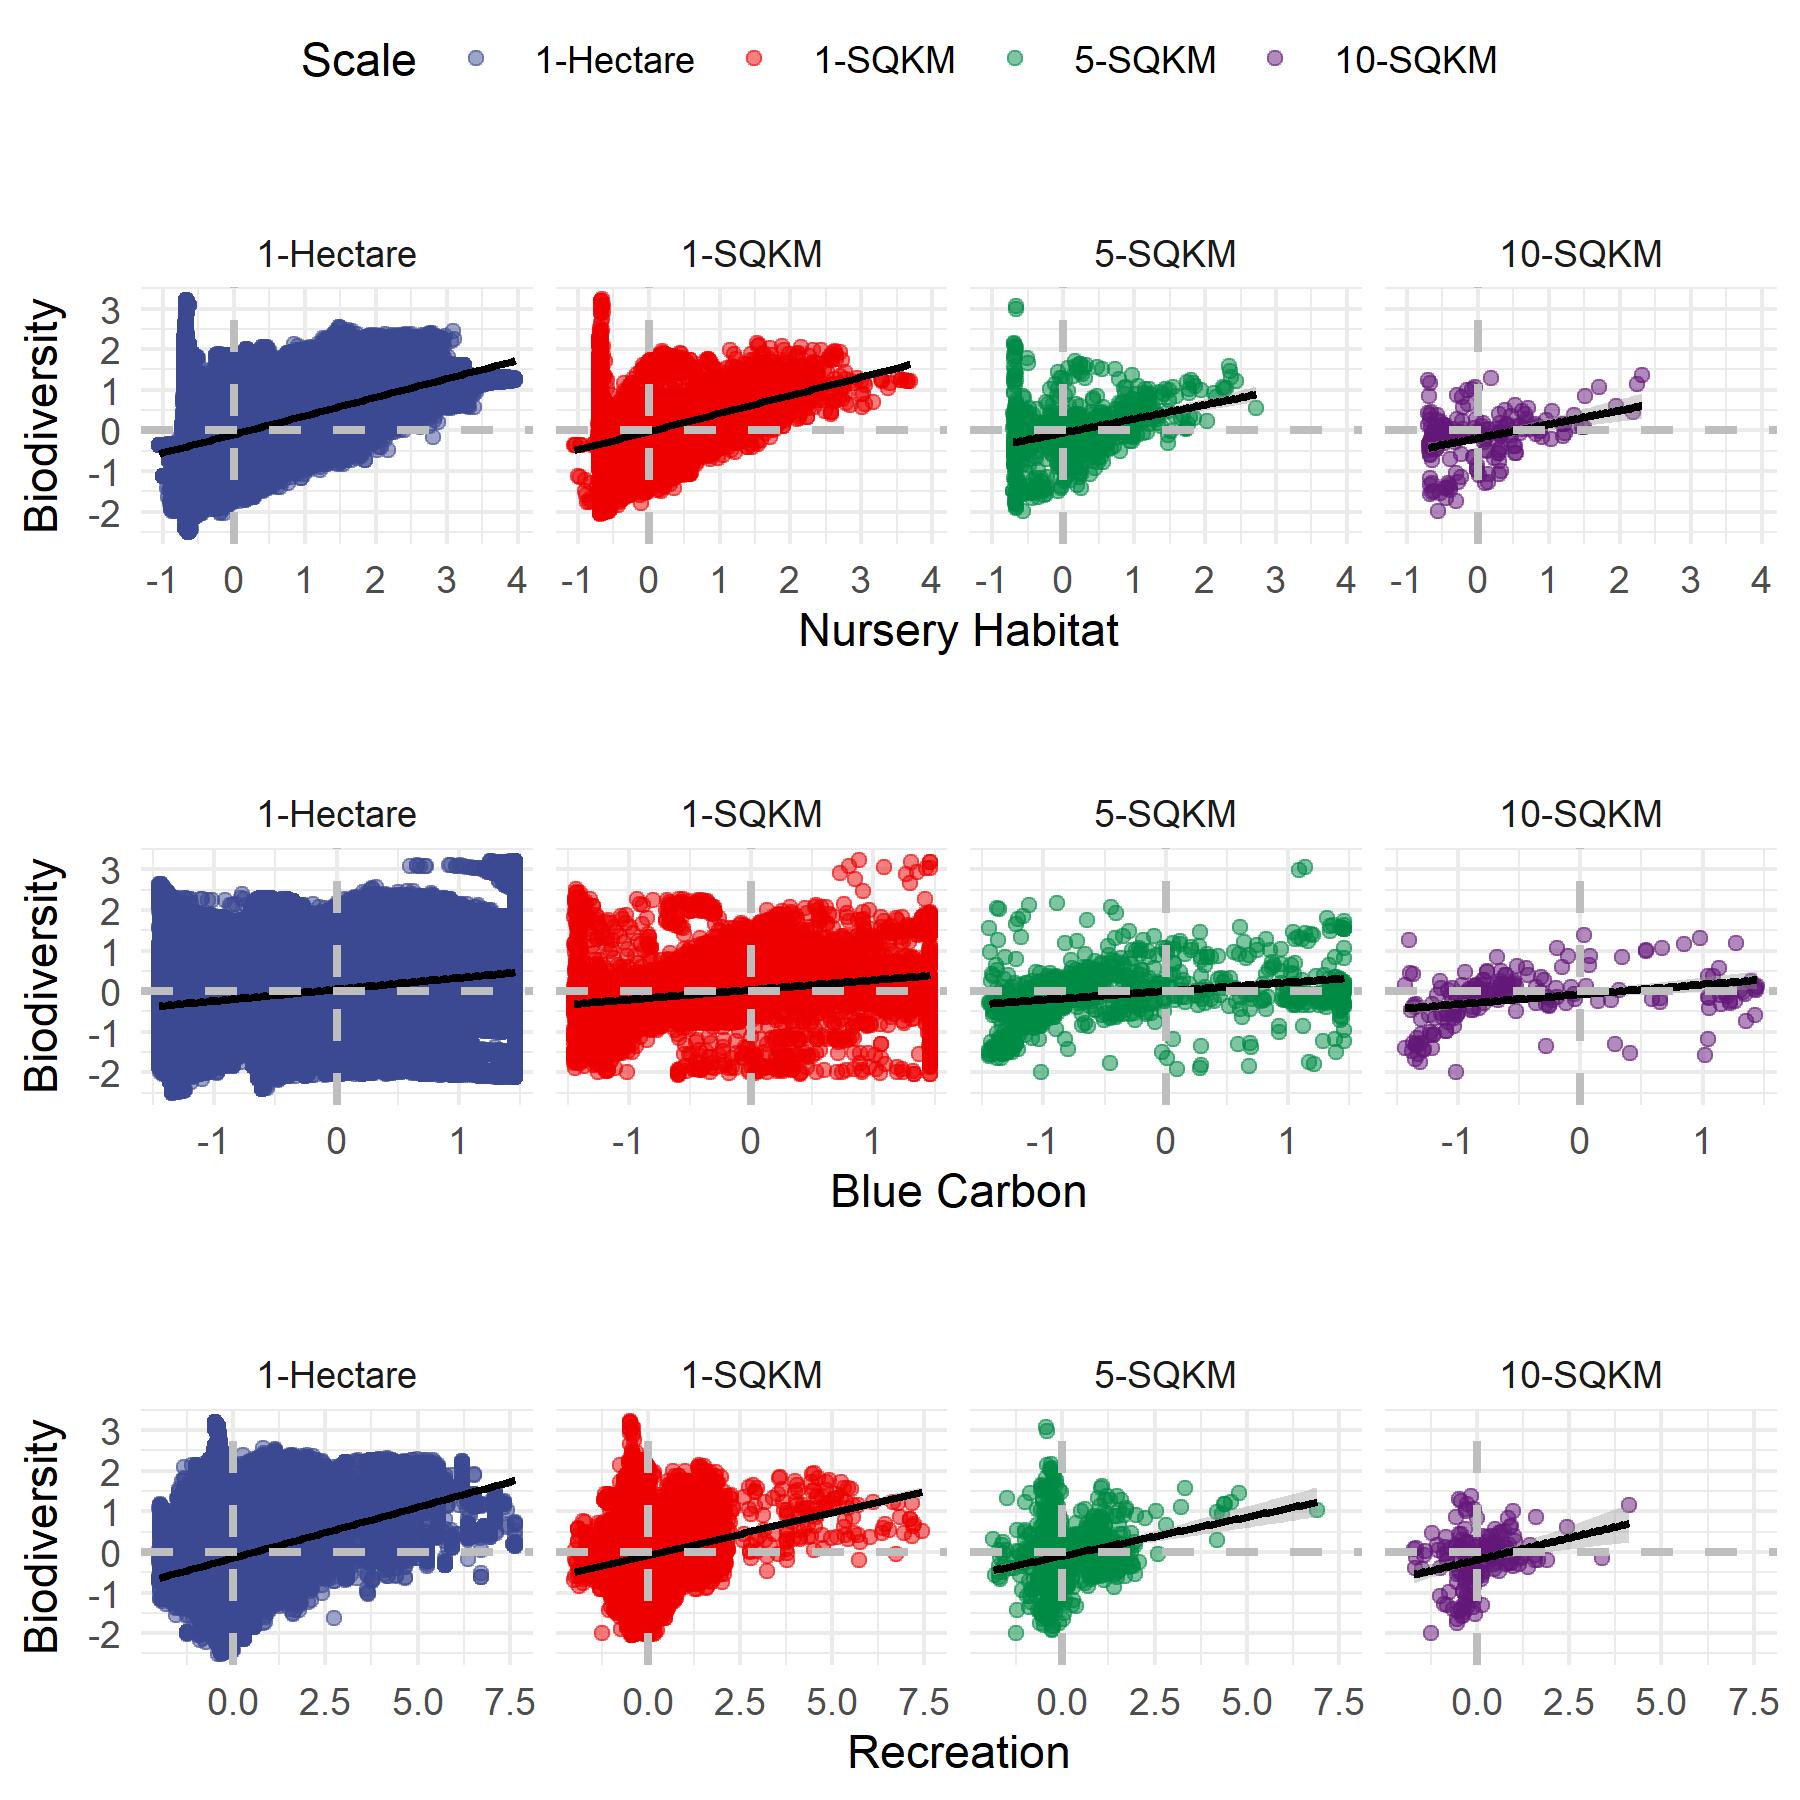 Scale 1-Hectare 1-SQKM 5-SQKM 10-SQKM
1-Hectare 1-SQKM 5-SQKM 10-SQKM
Biodiversity
3
2
1
0
-1
-2
-1 0 1 2 3 4 -1 0 1 2 3 4 -1 0 1 2 3 4 -1 0 1 2 3 4
Nursery Habitat
1-Hectare 1-SQKM 5-SQKM 10-SQKM
Biodiversity
3
2
1
0
-1
-2
-1 0 1 -1 0 1 -1 0 1 -1 0 1
Blue Carbon
1-Hectare 1-SQKM 5-SQKM 10-SQKM
Biodiversity
3
2
1
0
-1
-2
0.0 2.5 5.0 7.5 0.0 2.5 5.0 7.5 0.0 2.5 5.0 7.5 0.0 2.5 5.0 7.5
Recreation